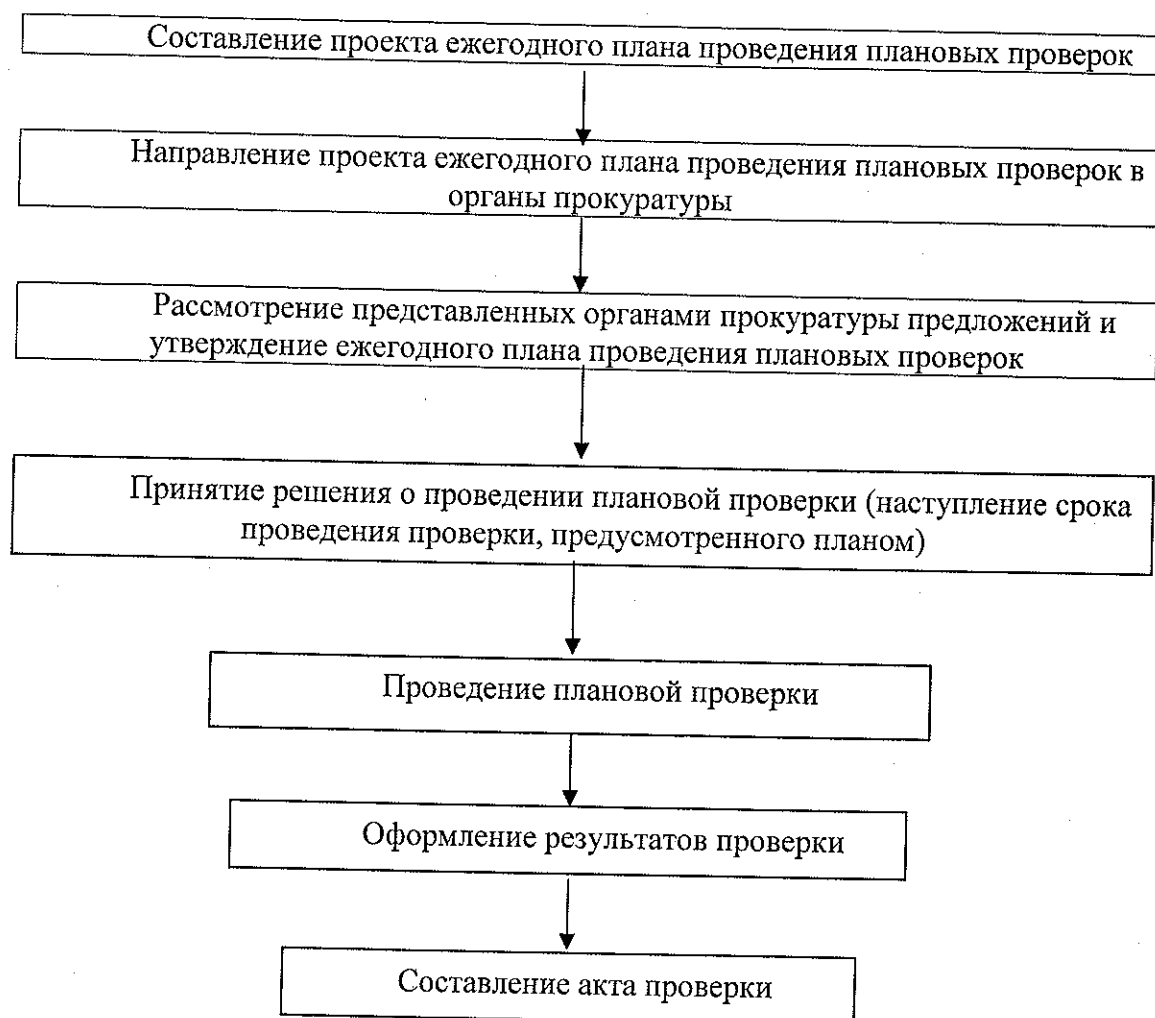 Составление проекта ежегодного плана проведения плановых проверок
Направление проекта ежегодного плана проведения плановых проверок в
органы прокуратуры
Рассмотрение представленных органами прокуратуры предложений и
утверждение ежегодного плана проведения плановых проверок
Принятие решения о проведении плановой проверки (наступление срока
проведения проверки, предусмотренного планом)
Проведение плановой проверки
Оформление результатов проверки
Составление акта проверки